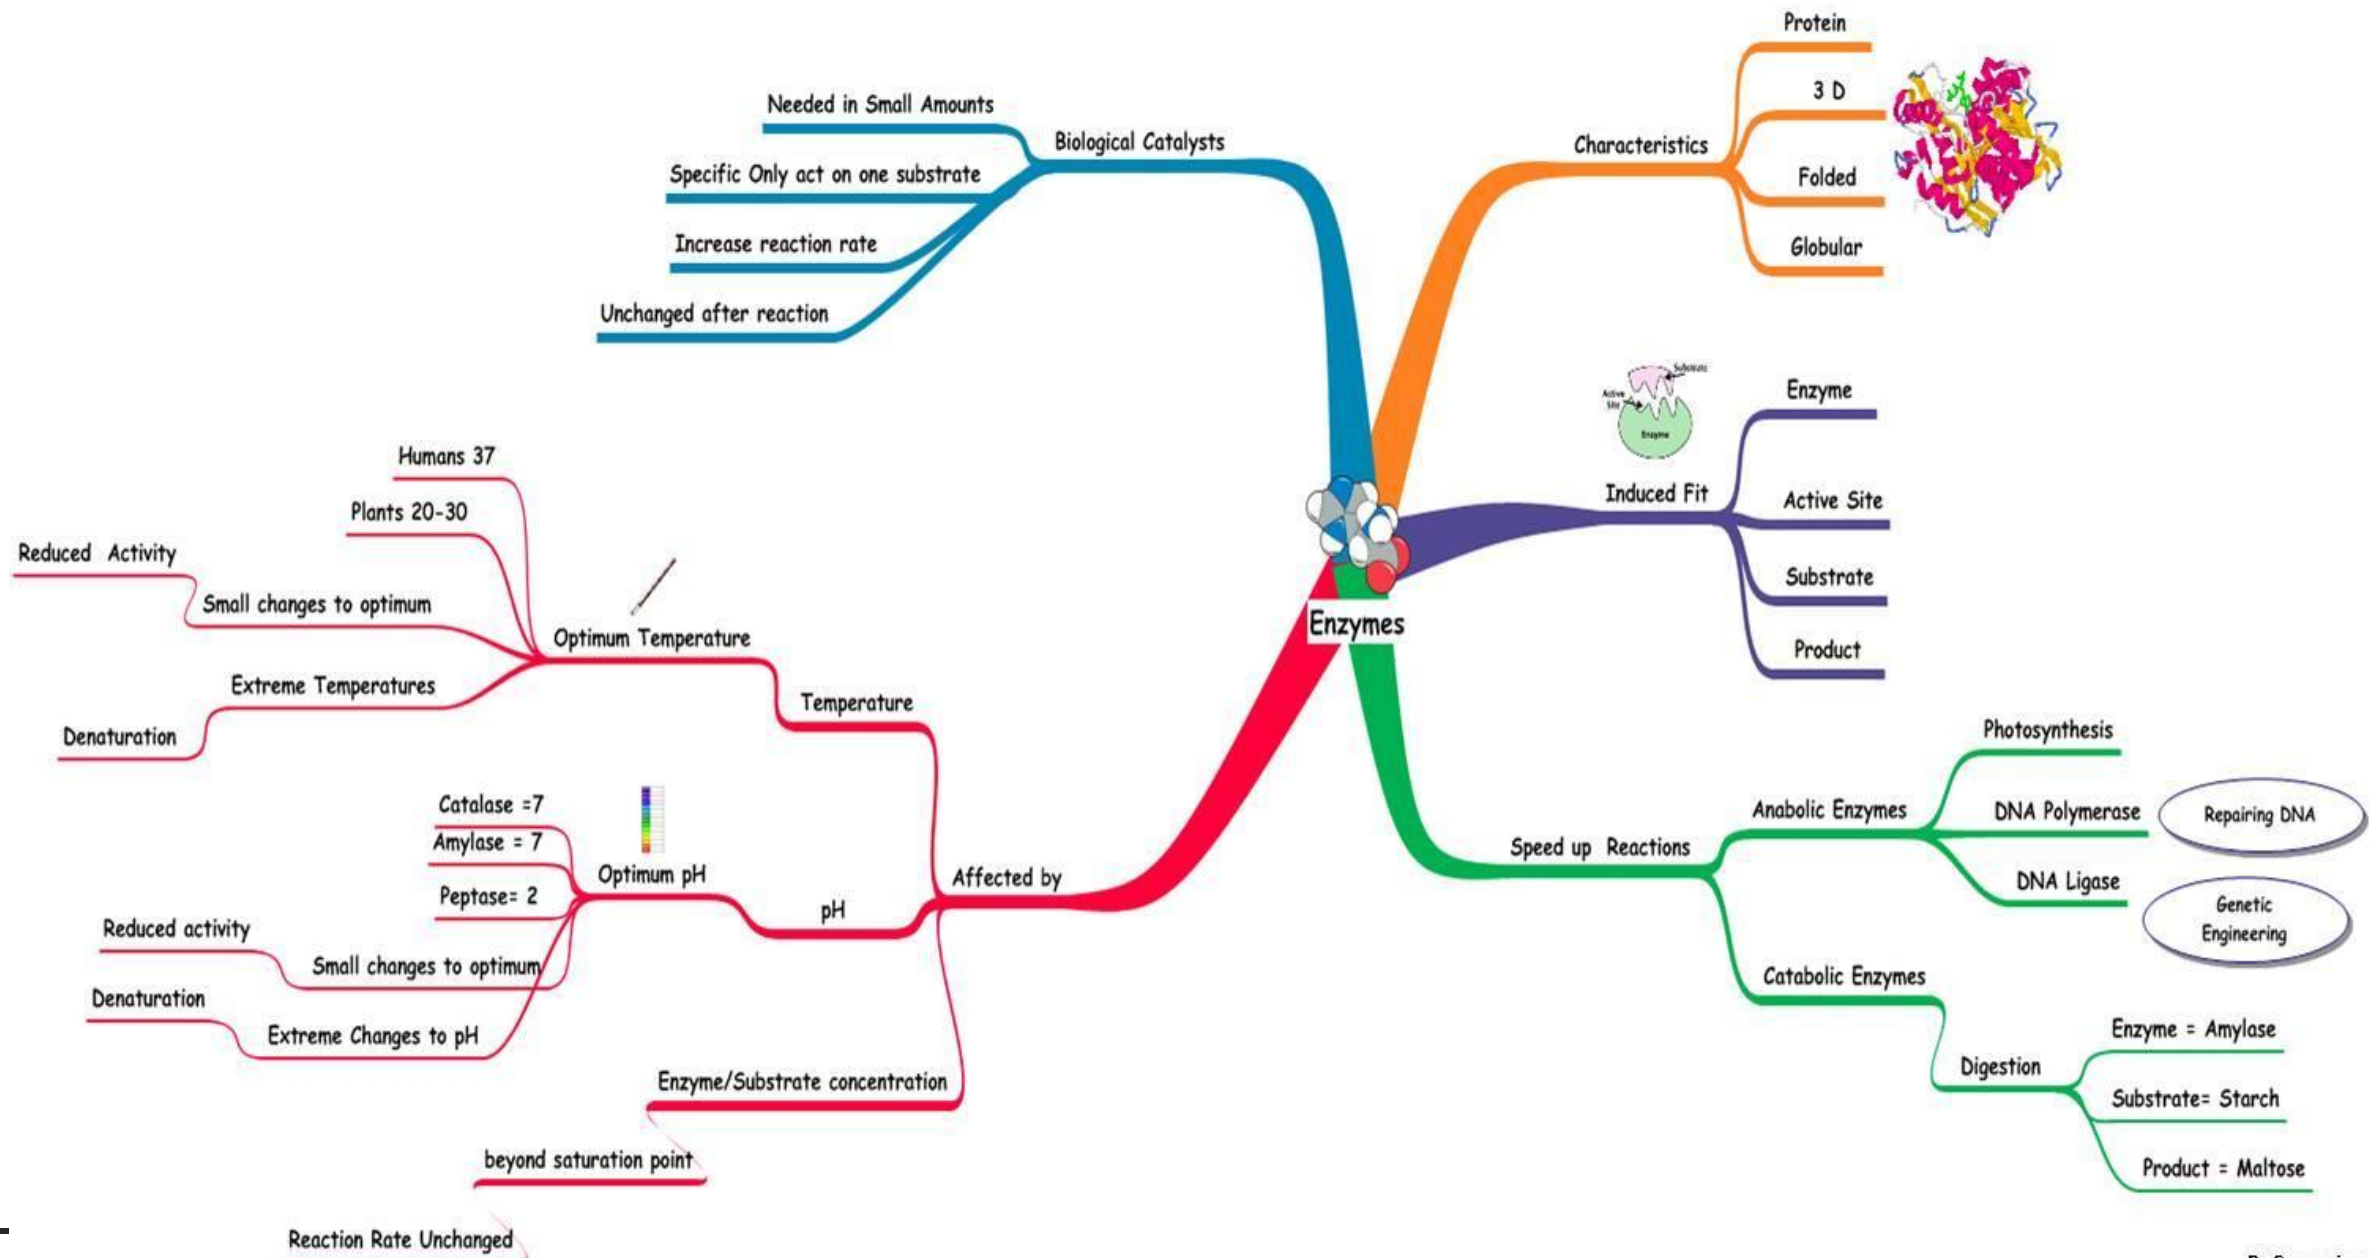 Protein
3 D
Folded
Globular
Characteristics
Needed in Small Amounts
Specific Only act on one substrate
Increase reaction rate
Unchanged after reaction
Biological Catalysts
Substrate
Active
Site
Enzyme
Induced Fit
Enzyme
Active Site
Substrate
Product
Enzymes
Humans 37
Plants 20-30
Reduced Activity
Small changes to optimum
Extreme Temperatures
Denaturation
Optimum Temperature
Temperature
Catalase =7
Amylase = 7
Peptase= 2
Reduced activity
Small changes to optimum
Denaturation
Extreme Changes to pH
Optimum pH
pH
Affected by
Enzyme/Substrate concentration
beyond saturation point
Reaction Rate Unchanged
Speed up Reactions
Anabolic Enzymes
Photosynthesis
DNA Polymerase
Repairing DNA
DNA Ligase
Genetic
Engineering
Catabolic Enzymes
Digestion
Enzyme = Amylase
Substrate= Starch
Product = Maltose